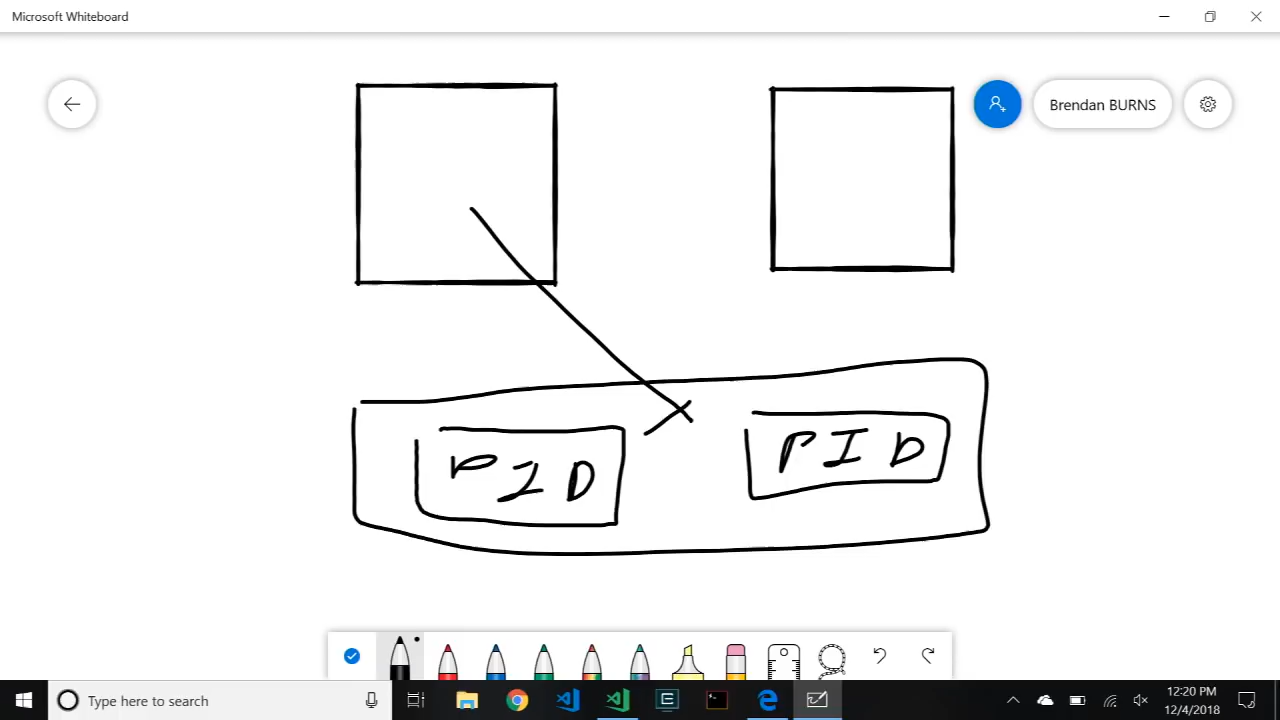 Microsoft Whiteboard
Brendan BURNS
PID
PID
Type here to search
12:20 PM
12/4/2018